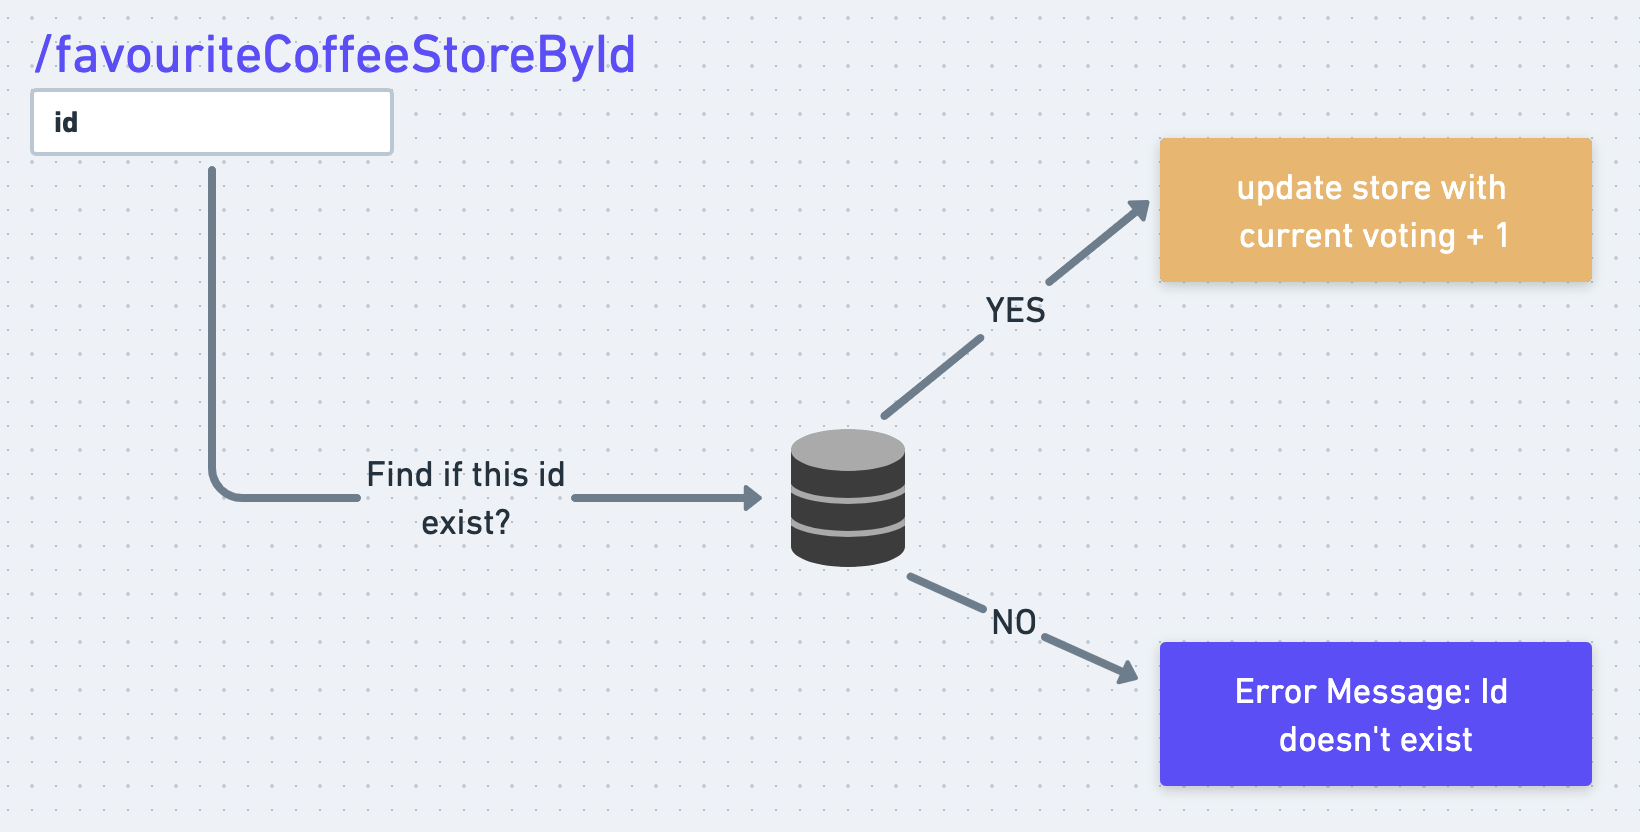 /favouriteCoffeeStoreById
id
update store with
current voting + 1
YES
Find if this id
exist?
NO
Error Message: Id
doesn't exist